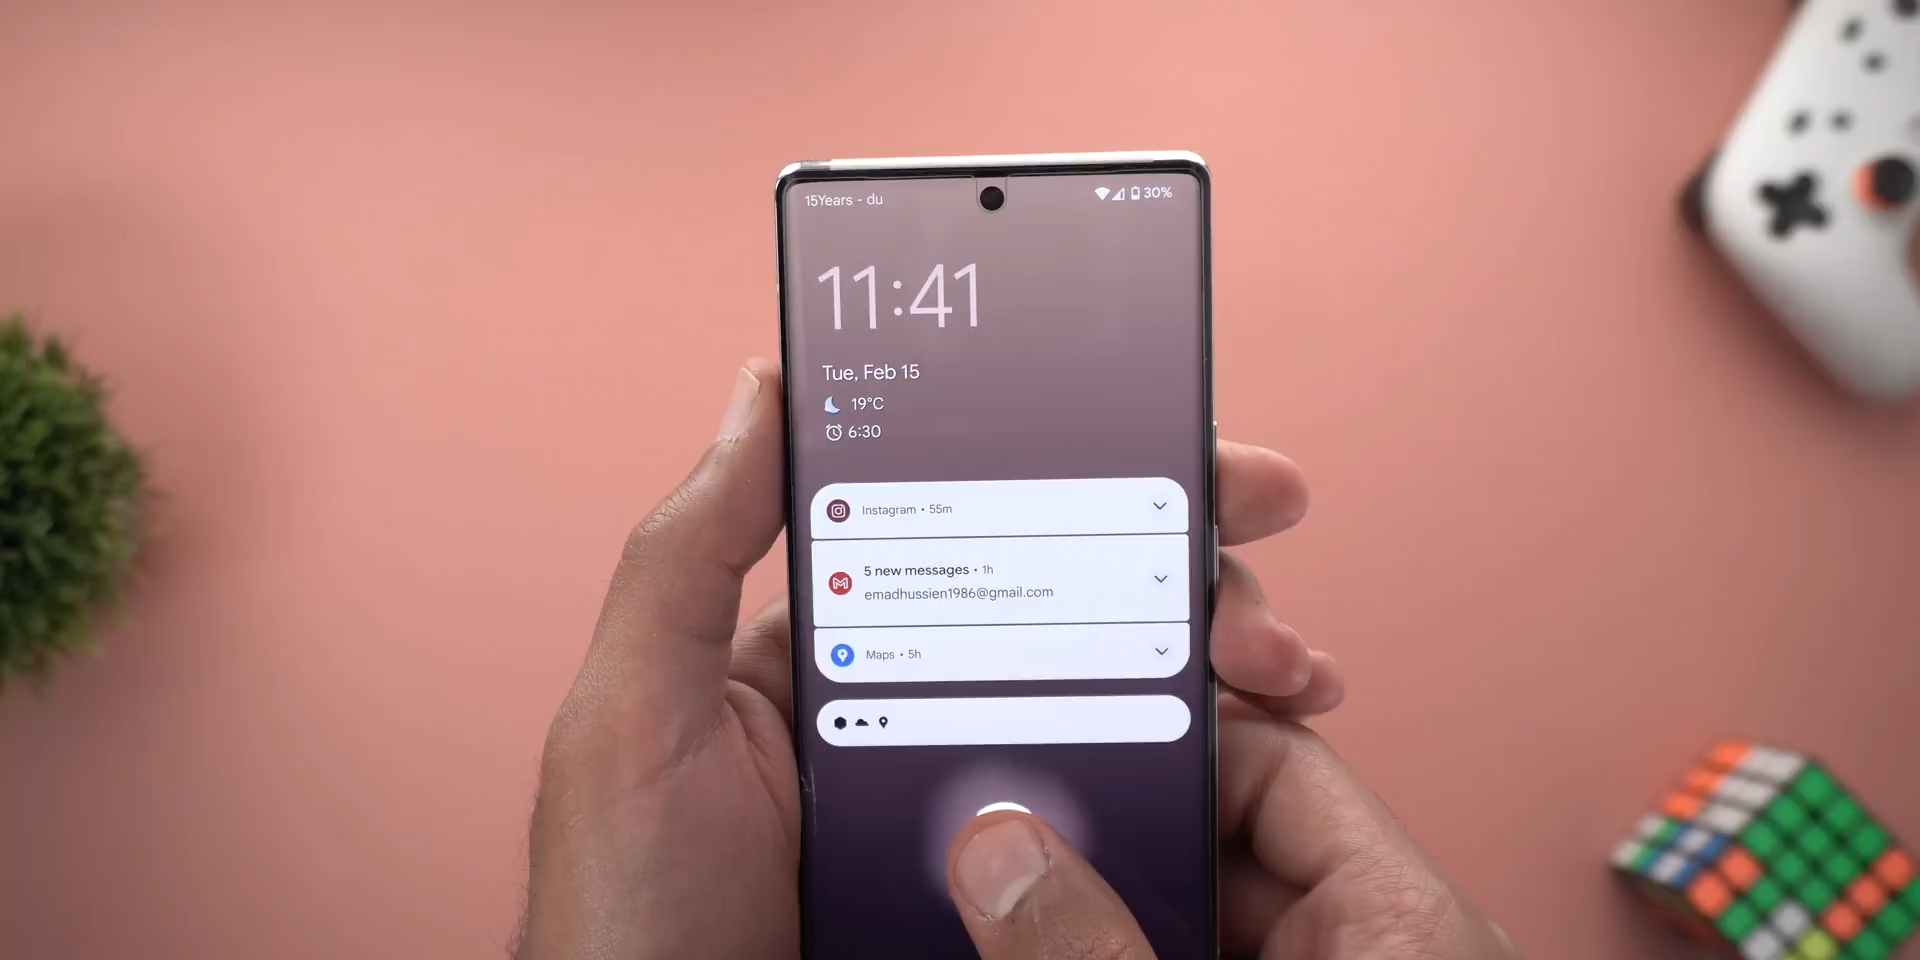 15Years - du
30%
11:41
Tue, Feb 15
19°C
6:30
Instagram • 55m
5 new messages • 1h
emadhussien1986@gmail.com
Maps • 5h